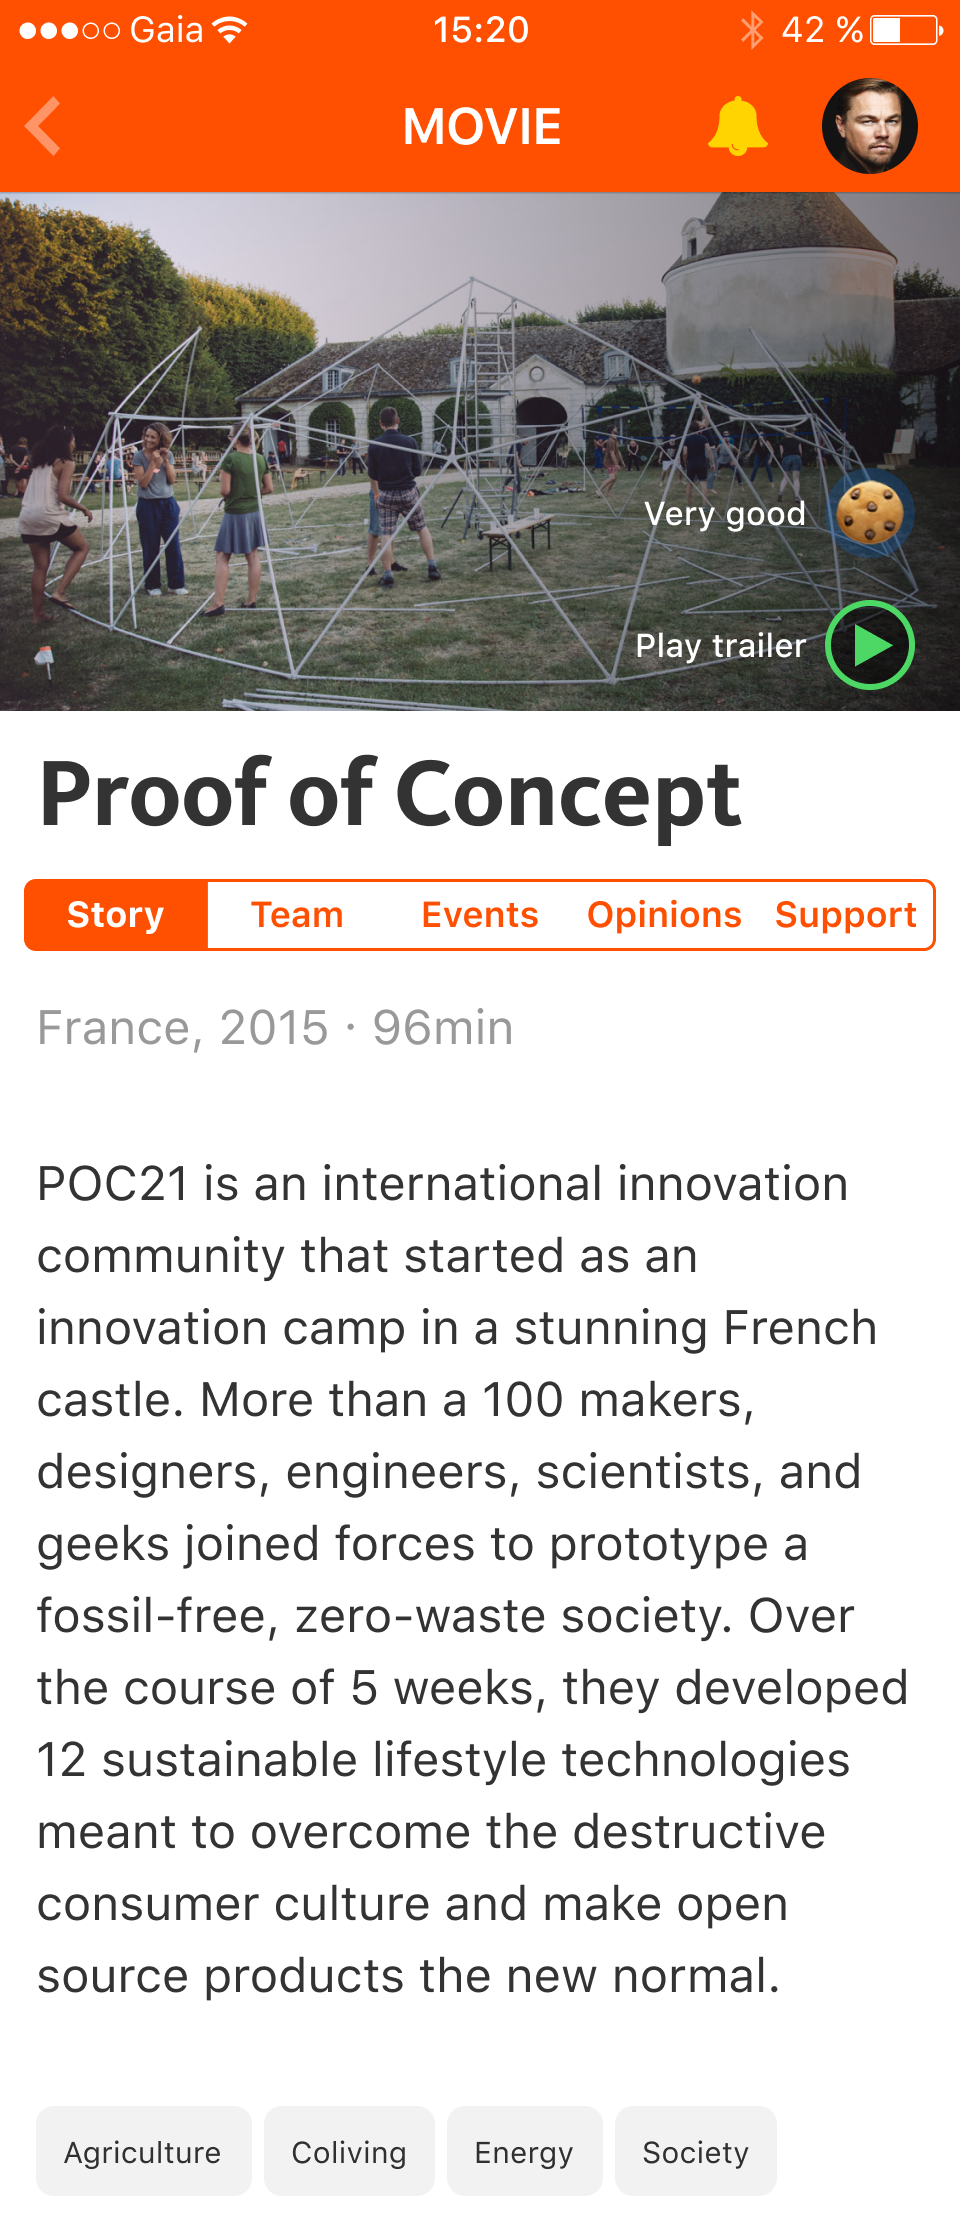 Gaia 15:20 42 %
MOVIE
Very good
Play trailer
Proof of Concept
Story Team Events Opinions Support
France, 2015 · 96min
POC21 is an international innovation
community that started as an
innovation camp in a stunning French
castle. More than a 100 makers,
designers, engineers, scientists, and
geeks joined forces to prototype a
fossil-free, zero-waste society. Over
the course of 5 weeks, they developed
12 sustainable lifestyle technologies
meant to overcome the destructive
consumer culture and make open
source products the new normal.
Agriculture Coliving Energy Society